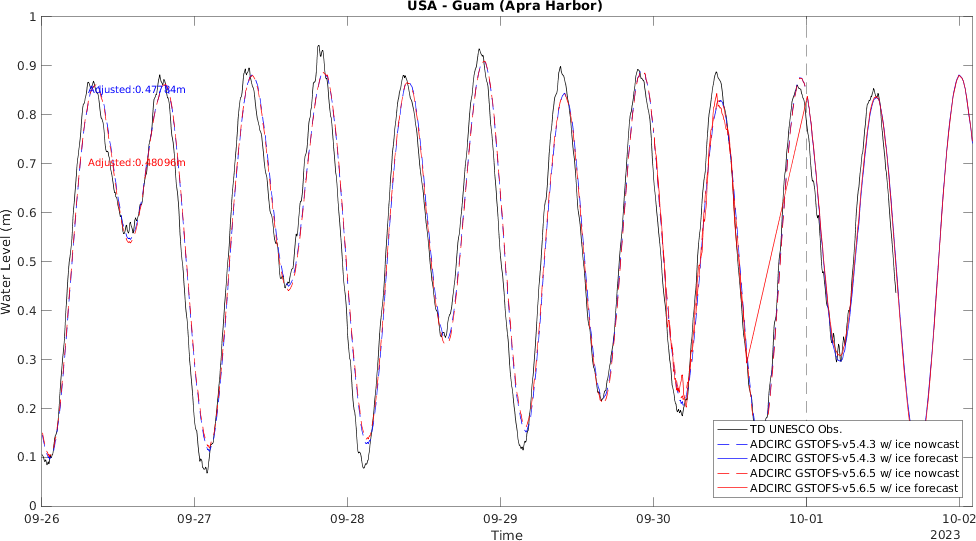 USA - Guam (Apra Harbor)
1
0.9
0.8
0.7
0.6
0.5
0.4
0.3
0.2
0.1
0
Water Level (m)
Adjusted:0.47784m
Adjusted:0.48096m
TD UNESCO Obs.
ADCIRC GSTOFS-v5.4.3 w/ ice nowcast
ADCIRC GSTOFS-v5.4.3 w/ ice forecast
ADCIRC GSTOFS-v5.6.5 w/ ice nowcast
ADCIRC GSTOFS-v5.6.5 w/ ice forecast
09-26
09-27
09-28
09-29
09-30
10-01
10-02
Time
2023